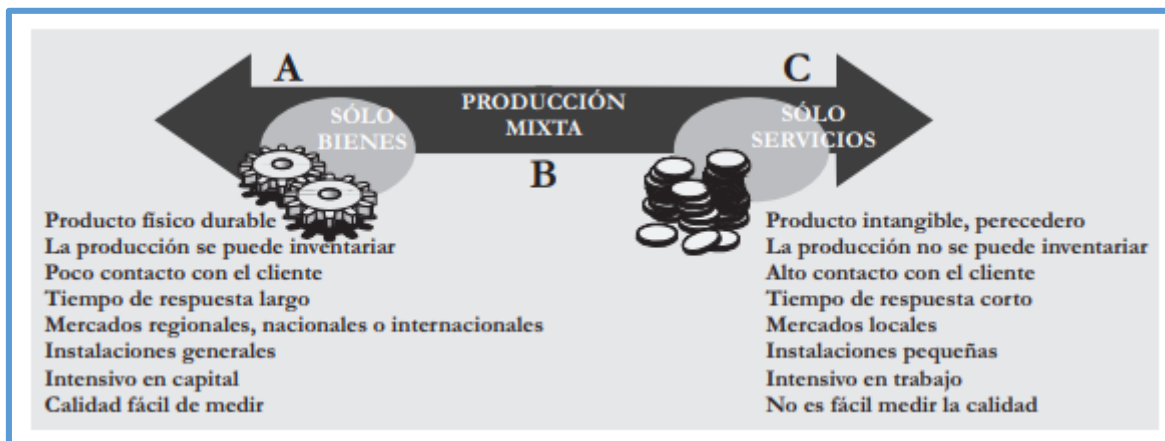 A
C
SÓLO
BIENES
PRODUCCIÓN
MIXTA
SÓLO
SERVICIOS
B
Producto físico durable
La producción se puede inventariar
Poco contacto con el cliente
Tiempo de respuesta largo
Mercados regionales, nacionales o internacionales
Instalaciones generales
Intensivo en capital
Calidad fácil de medir
Producto intangible, perecedero
La producción no se puede inventariar
Alto contacto con el cliente
Tiempo de respuesta corto
Mercados locales
Instalaciones pequeñas
Intensivo en trabajo
No es fácil medir la calidad